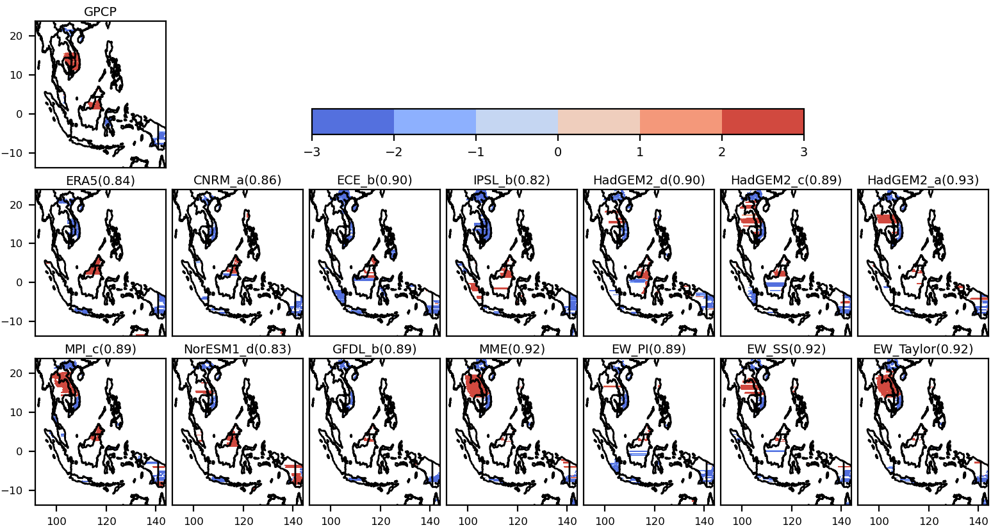 GPCP
20
10
0
−10
−3 −2 −1 0 1 2 3
ERA5(0.84) CNRM_a(0.86) ECE_b(0.90) IPSL_b(0.82) HadGEM2_d(0.90) HadGEM2_c(0.89) HadGEM2_a(0.93)
20
10
0
−10
MPI_c(0.89) NorESM1_d(0.83) GFDL_b(0.89) MME(0.92) EW_PI(0.89) EW_SS(0.92) EW_Taylor(0.92)
20
10
0
−10
100 120 140 100 120 140 100 120 140 100 120 140 100 120 140 100 120 140 100 120 140